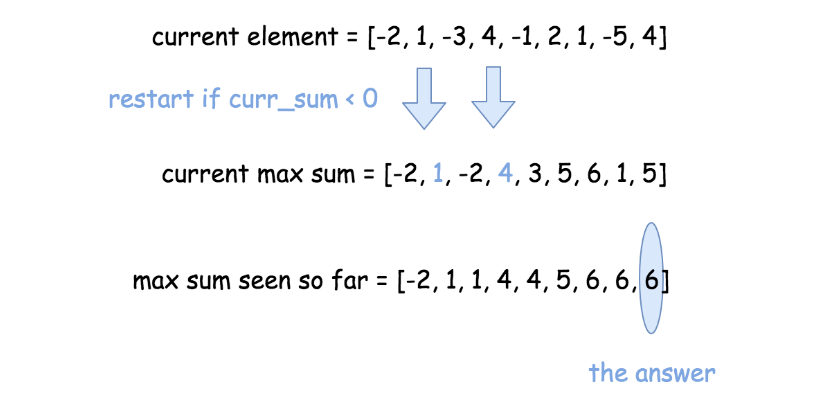 current element = [-2, 1, -3, 4, -1, 2, 1, -5, 4]
restart if curr_sum < 0
current max sum = [-2, 1, -2, 4, 3, 5, 6, 1, 5]
max sum seen so far = [-2, 1, 1, 4, 4, 5, 6, 6, 6]
the answer